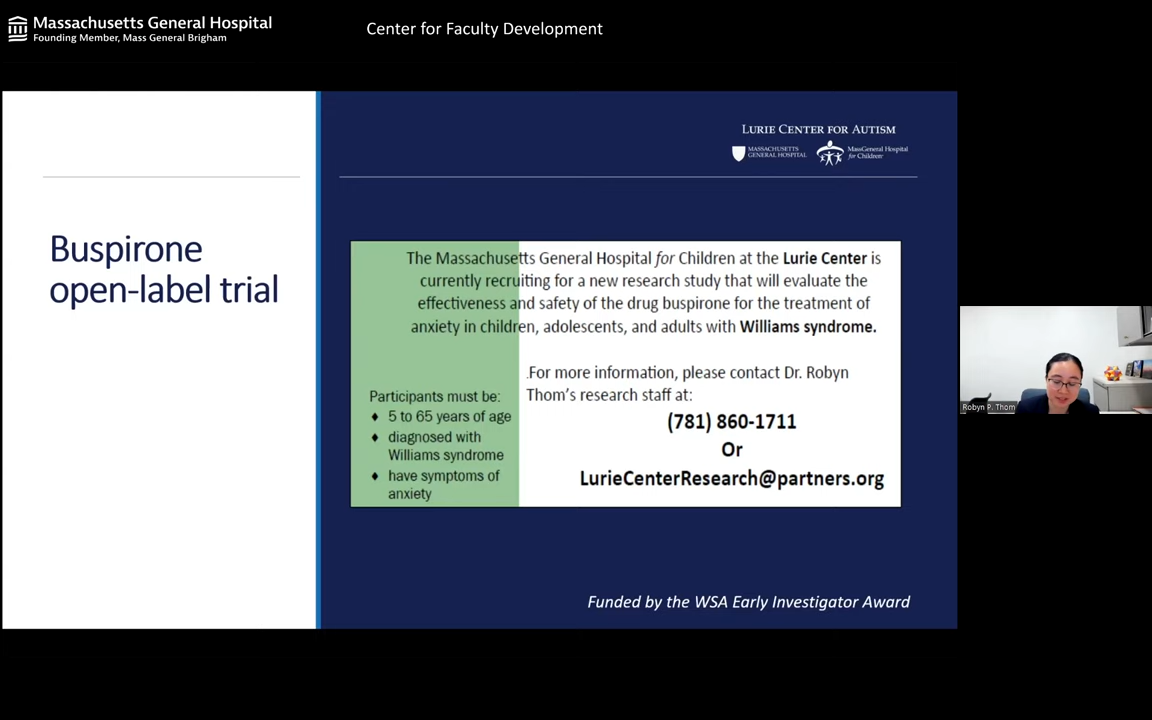 Massachusetts General Hospital
Founding Member, Mass General Brigham
Center for Faculty Development
LURIE CENTER FOR AUTISM
MASSACHUSETTS
GENERAL HOSPITAL
MassGeneral Hospital
for Children
Buspirone
open-label trial
The Massachusetts General Hospital for Children at the Lurie Center is
currently recruiting for a new research study that will evaluate the
effectiveness and safety of the drug buspirone for the treatment of
anxiety in children, adolescents, and adults with Williams syndrome.
Participants must be:
♦ 5 to 65 years of age
♦ diagnosed with
Williams syndrome
♦ have symptoms of
anxiety
.For more information, please contact Dr. Robyn
Thom's research staff at:
(781) 860-1711
Or
LurieCenterResearch@partners.org
Funded by the WSA Early Investigator Award
Robyn P. Thom